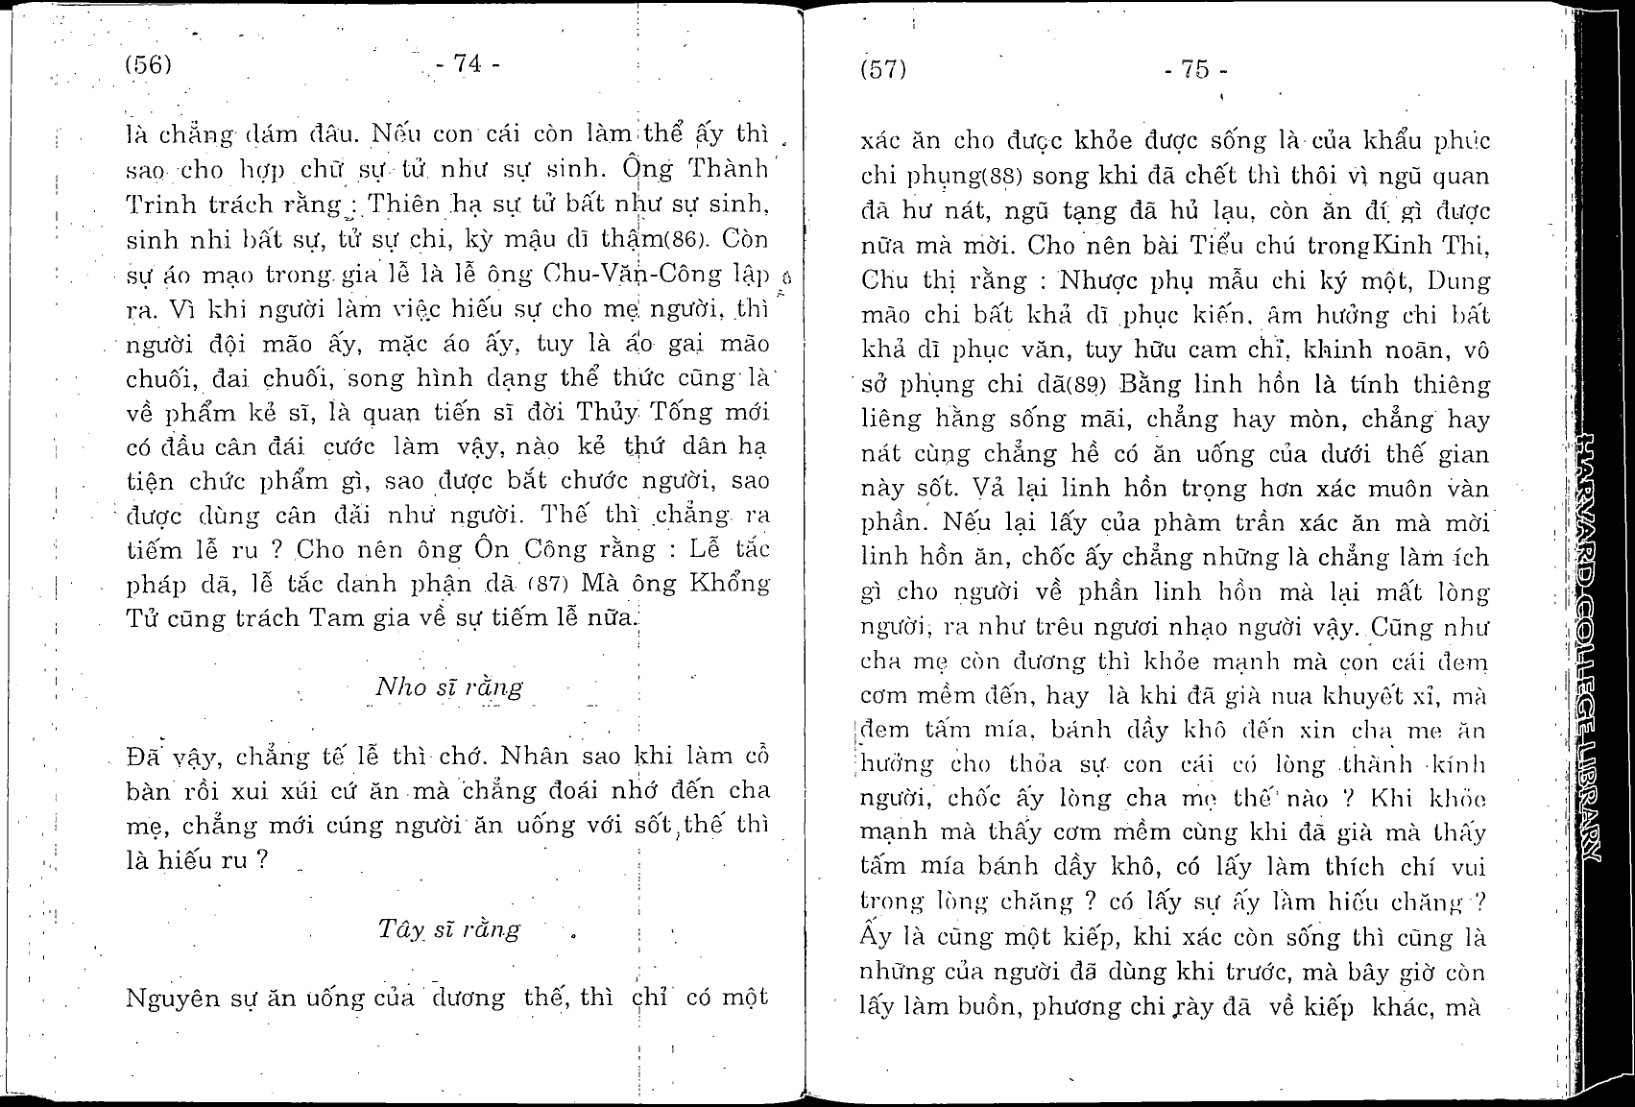 (56)
- 74 -
là chẳng dám đâu. Nếu con cái còn làm thể ấy thì
sao cho hợp chữ sự tử như sự sinh. Ông Thành
Trinh trách rằng : Thiên hạ sự tử bất như sự sinh,
sinh nhi bất sự, tử sự chi, kỳ mậu dĩ thậm(86). Còn
sự áo mạo trong gia lễ là lễ ông Chu-Văn-Công lập
ra. Vì khi người làm việc hiếu sự cho mẹ người, thì
người đội mão ấy, mặc áo ấy, tuy là áo gai mão
chuối, đai chuối, song hình dạng thể thức cũng là
về phẩm kẻ sĩ, là quan tiến sĩ đời Thủy Tống mới
có đầu cân đái cước làm vậy, nào kẻ thứ dân hạ
tiện chức phẩm gì, sao được bắt chước người, sao
được dùng cân đãi như người. Thế thì chẳng ra
tiếm lễ ru ? Cho nên ông Ôn Công rằng : Lễ tắc
pháp dã, lễ tắc danh phận dã (87) Mà ông Khổng
Tử cũng trách Tam gia về sự tiếm lễ nữa.
Nho sĩ rằng
Đã vậy, chẳng tế lễ thì chớ. Nhân sao khi làm cỗ
bàn rồi xui xúi cứ ăn mà chẳng đoái nhớ đến cha
mẹ, chẳng mới cúng người ăn uống với sốt, thế thì
là hiếu ru ?
Tây sĩ rằng
Nguyên sự ăn uống của dương thế, thì chỉ có một
(57)
- 75 -
xác ăn cho được khỏe được sống là của khẩu phúc
chi phụng(88) song khi đã chết thì thôi vì ngũ quan
đã hư nát, ngũ tạng đã hủ lạu, còn ăn đí gì được
nữa mà mời. Cho nên bài Tiểu chú trong Kinh Thi,
Chu thị rằng : Nhược phụ mẫu chi ký một, Dung
mão chi bất khả dĩ phục kiến, âm hưởng chi bất
khả dĩ phục văn, tuy hữu cam chỉ, khinh noãn, vô
sở phụng chi dã(89) Bằng linh hồn là tính thiêng
liêng hằng sống mãi, chẳng hay mòn, chẳng hay
nát cùng chẳng hề có ăn uống của dưới thế gian
này sốt. Vả lại linh hồn trọng hơn xác muôn vàn
phần. Nếu lại lấy của phàm trần xác ăn mà mời
linh hồn ăn, chốc ấy chẳng những là chẳng làm ích
gì cho người về phần linh hồn mà lại mất lòng
người, ra như trêu ngươi nhạo người vậy. Cũng như
cha mẹ còn đương thì khỏe mạnh mà con cái đem
cơm mềm đến, hay là khi đã già nua khuyết xỉ, mà
đem tấm mía, bánh dầy khô đến xin cha mẹ ăn
hưởng cho thỏa sự con cái có lòng thành kính
người, chốc ấy lòng cha mẹ thế nào ? Khi khỏe
mạnh mà thấy cơm mềm cùng khi đã già mà thấy
tấm mía bánh dầy khô, có lấy làm thích chí vui
trong lòng chăng ? có lấy sự ấy làm hiếu chăng ?
Ấy là cũng một kiếp, khi xác còn sống thì cũng là
những của người đã dùng khi trước, mà bây giờ còn
lấy làm buồn, phương chi rày đã về kiếp khác, mà
HARVARD COLLEGE LIBRARY